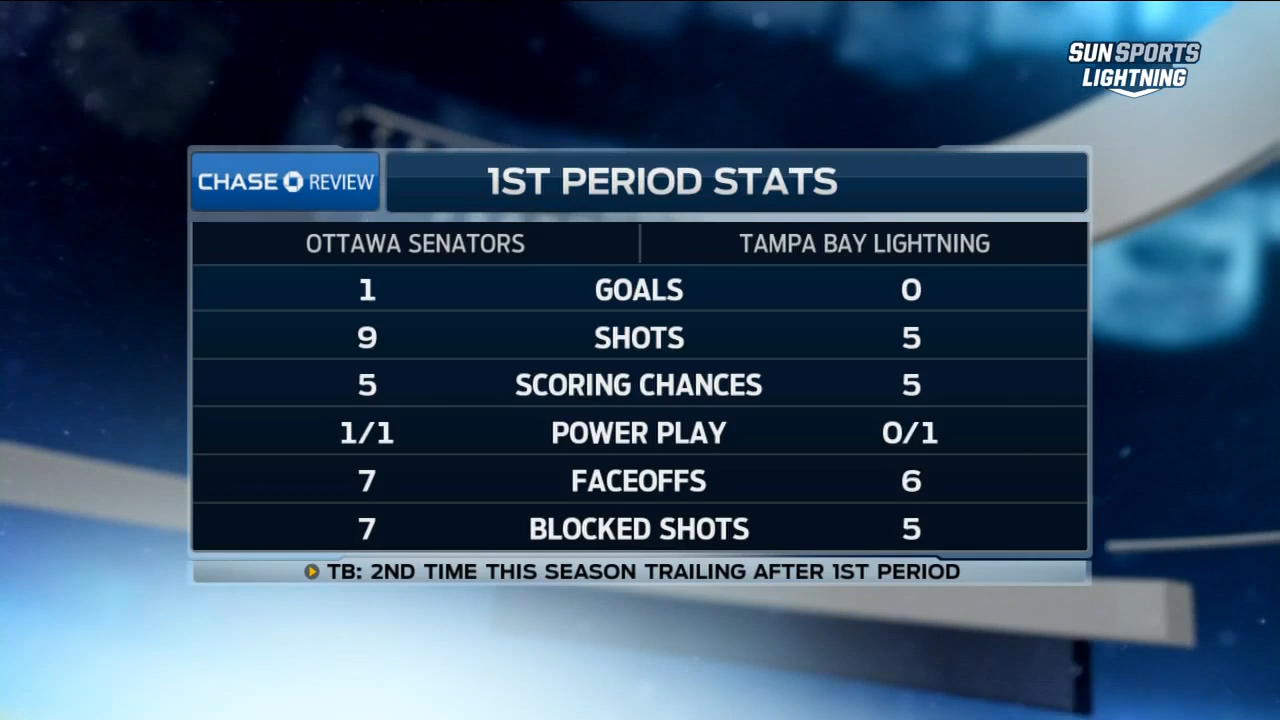 SUN SPORTS
LIGHTNING
CHASE REVIEW
1ST PERIOD STATS
OTTAWA SENATORS TAMPA BAY LIGHTNING
1 GOALS 0
9 SHOTS 5
5 SCORING CHANCES 5
1/1 POWER PLAY 0/1
7 FACEOFFS 6
7 BLOCKED SHOTS 5
TB: 2ND TIME THIS SEASON TRAILING AFTER 1ST PERIOD